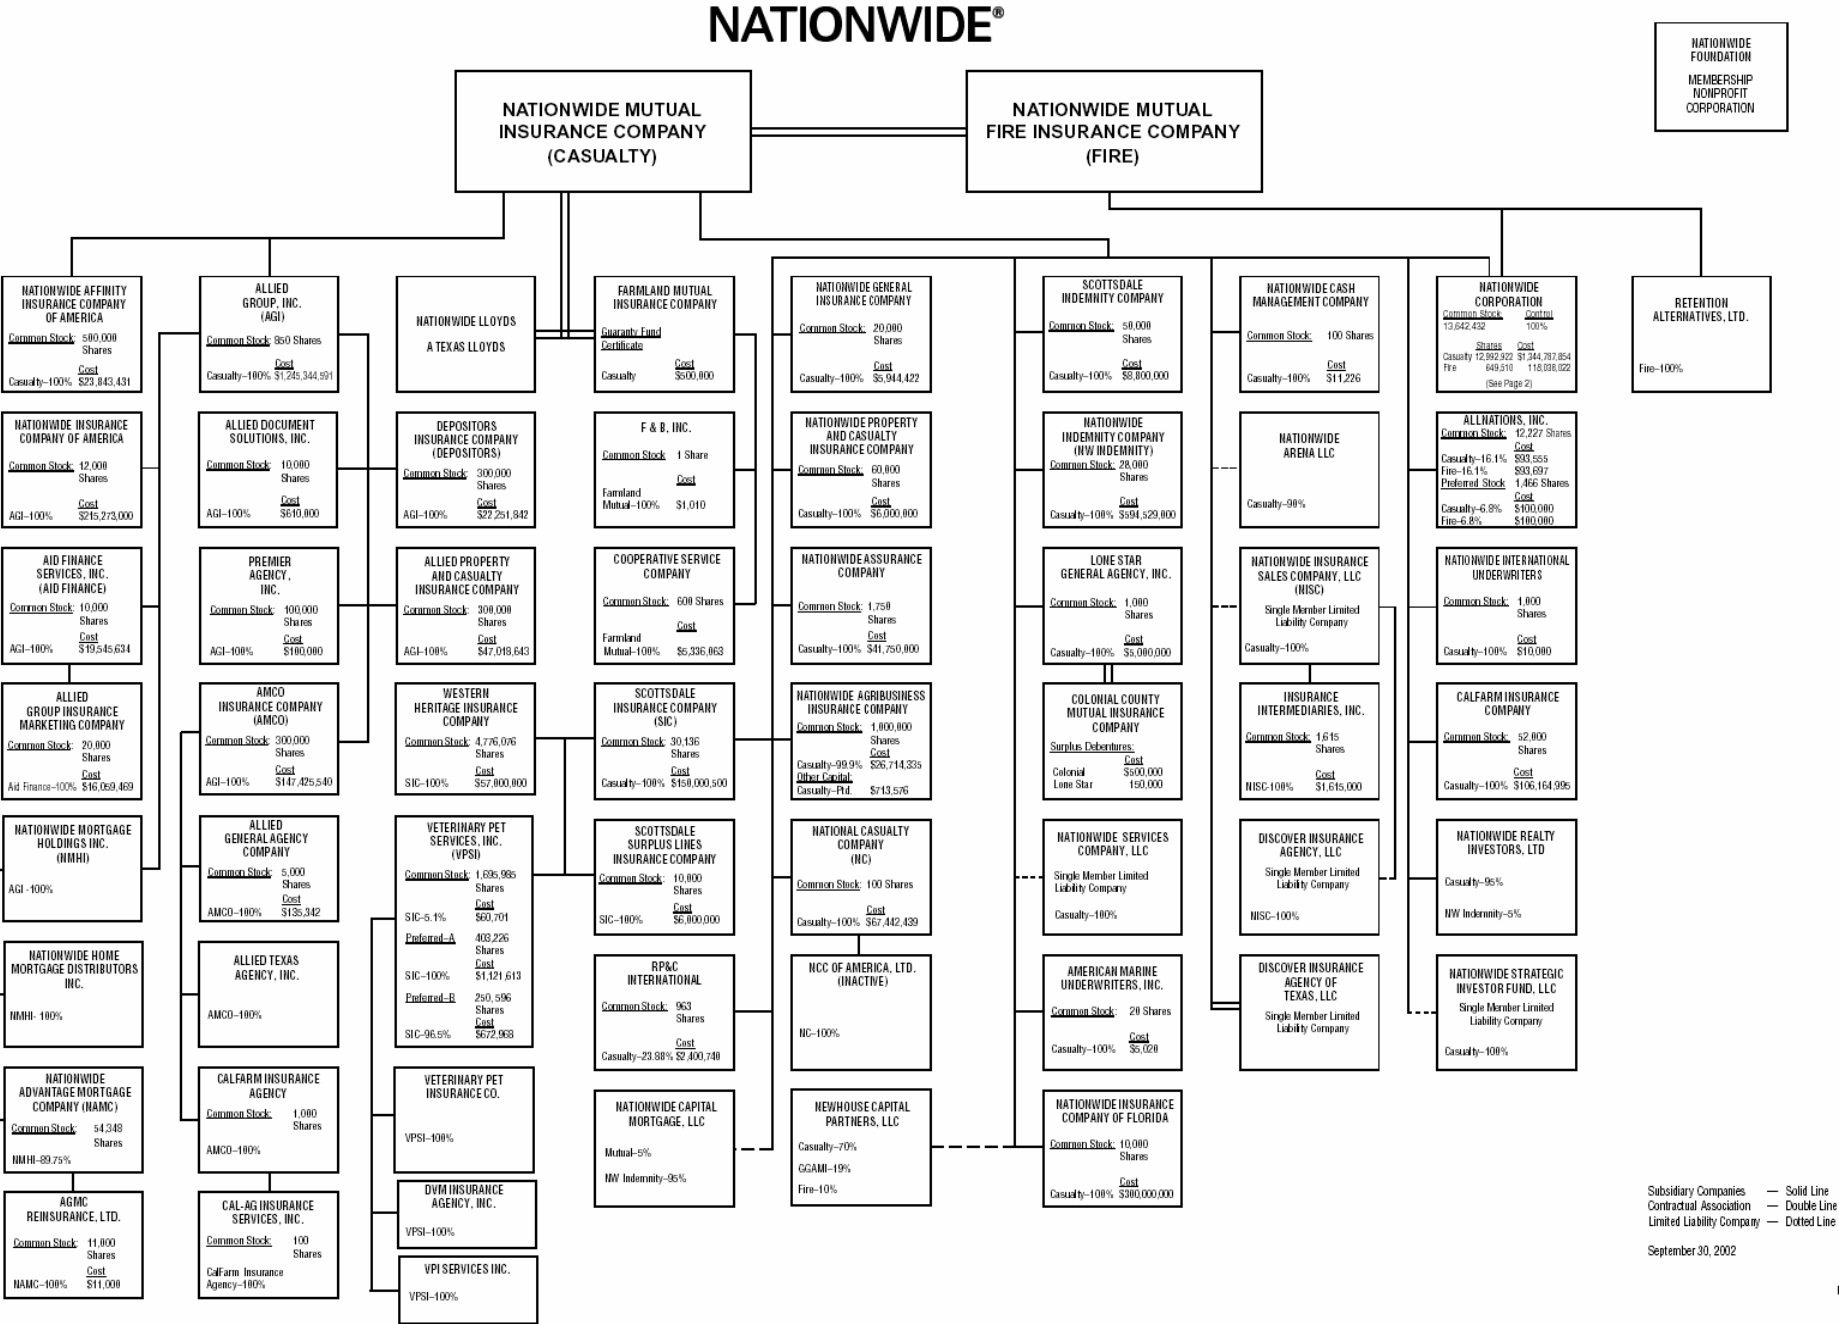 NATIONWIDE®
NATIONWIDE
FOUNDATION
MEMBERSHIP
NONPROFIT
CORPORATION
NATIONWIDE MUTUAL
INSURANCE COMPANY
(CASUALTY)
NATIONWIDE MUTUAL
FIRE INSURANCE COMPANY
(FIRE)
NATIONWIDE AFFINITY
INSURANCE COMPANY
OF AMERICA
Common Stock: 500,000
Shares
Cost
Casualty–100% $23,843,431
ALLIED
GROUP, INC.
(AGI)
Common Stock: 850 Shares
Cost
Casualty–100% $1,245,344,591
NATIONWIDE LLOYDS
A TEXAS LLOYDS
FARMLAND MUTUAL
INSURANCE COMPANY
Guaranty Fund
Certificate
Cost
Casualty $500,000
NATIONWIDE GENERAL
INSURANCE COMPANY
Common Stock: 20,000
Shares
Cost
Casualty–100% $5,944,422
SCOTTSDALE
INDEMNITY COMPANY
Common Stock: 50,000
Shares
Cost
Casualty–100% $8,800,000
NATIONWIDE CASH
MANAGEMENT COMPANY
Common Stock: 100 Shares
Cost
Casualty–100% $11,226
NATIONWIDE
CORPORATION
Common Stock: Control
13,642,432 100%
Shares Cost
Casualty 12,992,922 $1,344,787,854
Fire 649,510 118,038,022
(See Page 2)
RETENTION
ALTERNATIVES, LTD.
Fire–100%
NATIONWIDE INSURANCE
COMPANY OF AMERICA
Common Stock: 12,000
Shares
Cost
AGI–100% $215,273,000
ALLIED DOCUMENT
SOLUTIONS, INC.
Common Stock: 10,000
Shares
Cost
AGI–100% $610,000
DEPOSITORS
INSURANCE COMPANY
(DEPOSITORS)
Common Stock: 300,000
Shares
Cost
AGI–100% $22,251,842
F & B, INC.
Common Stock 1 Share
Cost
Farmland
Mutual–100% $1,010
NATIONWIDE PROPERTY
AND CASUALTY
INSURANCE COMPANY
Common Stock: 60,000
Shares
Cost
Casualty–100% $6,000,000
NATIONWIDE
INDEMNITY COMPANY
(NW INDEMNITY)
Common Stock: 28,000
Shares
Cost
Casualty–100% $594,529,000
NATIONWIDE
ARENA LLC
Casualty–90%
ALLNATIONS, INC.
Common Stock: 12,227 Shares
Cost
Casualty–16.1% $93,555
Fire–16.1% $93,697
Preferred Stock 1,466 Shares
Cost
Casualty–6.8% $100,000
Fire–6.8% $100,000
AID FINANCE
SERVICES, INC.
(AID FINANCE)
Common Stock: 10,000
Shares
Cost
AGI–100% $19,545,634
PREMIER
AGENCY,
INC.
Common Stock: 100,000
Shares
Cost
AGI–100% $100,000
ALLIED PROPERTY
AND CASUALTY
INSURANCE COMPANY
Common Stock: 300,000
Shares
Cost
AGI–100% $47,018,643
COOPERATIVE SERVICE
COMPANY
Common Stock: 600 Shares
Cost
Farmland
Mutual–100% $5,336,063
NATIONWIDE ASSURANCE
COMPANY
Common Stock: 1,750
Shares
Cost
Casualty–100% $41,750,000
LONE STAR
GENERAL AGENCY, INC.
Common Stock: 1,000
Shares
Cost
Casualty–100% $5,000,000
NATIONWIDE INSURANCE
SALES COMPANY, LLC
(NISC)
Single Member Limited
Liability Company
Casualty–100%
NATIONWIDE INTERNATIONAL
UNDERWRITERS
Common Stock: 1,000
Shares
Cost
Casualty–100% $10,000
ALLIED
GROUP INSURANCE
MARKETING COMPANY
Common Stock: 20,000
Shares
Cost
Aid Finance–100% $16,059,469
AMCO
INSURANCE COMPANY
(AMCO)
Common Stock: 300,000
Shares
Cost
AGI–100% $147,425,540
WESTERN
HERITAGE INSURANCE
COMPANY
Common Stock: 4,776,076
Shares
Cost
SIC–100% $57,000,000
SCOTTSDALE
INSURANCE COMPANY
(SIC)
Common Stock: 30,136
Shares
Cost
Casualty–100% $150,000,500
NATIONWIDE AGRIBUSINESS
INSURANCE COMPANY
Common Stock: 1,000,000
Shares
Cost
Casualty–99.9% $26,714,335
Other Capital:
Casualty–Ptd. $713,576
COLONIAL COUNTY
MUTUAL INSURANCE
COMPANY
Surplus Debentures:
Cost
Colonial $500,000
Lone Star 150,000
INSURANCE
INTERMEDIARIES, INC.
Common Stock: 1,615
Shares
Cost
NISC-100% $1,615,000
CALFARM INSURANCE
COMPANY
Common Stock: 52,000
Shares
Cost
Casualty–100% $106,164,995
NATIONWIDE MORTGAGE
HOLDINGS INC.
(NMHI)
AGI -100%
ALLIED
GENERAL AGENCY
COMPANY
Common Stock: 5,000
Shares
Cost
AMCO–100% $135,342
VETERINARY PET
SERVICES, INC.
(VPSI)
Common Stock: 1,695,985
Shares
Cost
SIC–5.1% $60,701
Preferred–A 403,226
Shares
Cost
SIC–100% $1,121,613
Preferred–B 250, 596
Shares
Cost
SIC–96.5% $672,968
SCOTTSDALE
SURPLUS LINES
INSURANCE COMPANY
Common Stock: 10,000
Shares
Cost
SIC–100% $6,000,000
NATIONAL CASUALTY
COMPANY
(NC)
Common Stock: 100 Shares
Cost
Casualty–100% $67,442,439
NATIONWIDE SERVICES
COMPANY, LLC
Single Member Limited
Liability Company
Casualty–100%
DISCOVER INSURANCE
AGENCY, LLC
Single Member Limited
Liability Company
NISC–100%
NATIONWIDE REALTY
INVESTORS, LTD
Casualty–95%
NW Indemnity–5%
NATIONWIDE HOME
MORTGAGE DISTRIBUTORS
INC.
NMHI- 100%
ALLIED TEXAS
AGENCY, INC.
AMCO–100%
RP&C
INTERNATIONAL
Common Stock: 963
Shares
Cost
Casualty–23.88% $2,400,740
NCC OF AMERICA, LTD.
(INACTIVE)
NC–100%
AMERICAN MARINE
UNDERWRITERS, INC.
Common Stock: 20 Shares
Cost
Casualty–100% $5,020
DISCOVER INSURANCE
AGENCY OF
TEXAS, LLC
Single Member Limited
Liability Company
NATIONWIDE STRATEGIC
INVESTOR FUND, LLC
Single Member Limited
Liability Company
Casualty–100%
NATIONWIDE
ADVANTAGE MORTGAGE
COMPANY (NAMC)
Common Stock: 54,348
Shares
NMHI–89.75%
CALFARM INSURANCE
AGENCY
Common Stock: 1,000
Shares
AMCO–100%
VETERINARY PET
INSURANCE CO.
VPSI–100%
NATIONWIDE CAPITAL
MORTGAGE, LLC
Mutual–5%
NW Indemnity–95%
NEWHOUSE CAPITAL
PARTNERS, LLC
Casualty–70%
GGAMI–19%
Fire–10%
NATIONWIDE INSURANCE
COMPANY OF FLORIDA
Common Stock: 10,000
Shares
Cost
Casualty–100% $300,000,000
AGMC
REINSURANCE, LTD.
Common Stock: 11,000
Shares
Cost
NAMC–100% $11,000
CAL-AG INSURANCE
SERVICES, INC.
Common Stock: 100
Shares
CalFarm Insurance
Agency–100%
DVM INSURANCE
AGENCY, INC.
VPSI–100%
VPI SERVICES INC.
VPSI–100%
Subsidiary Companies — Solid Line
Contractual Association — Double Line
Limited Liability Company — Dotted Line
September 30, 2002